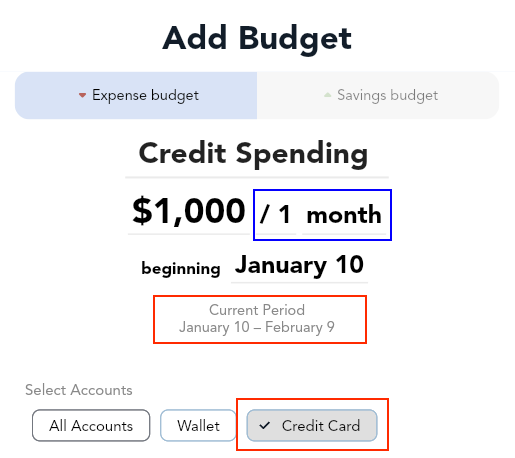 Add Budget
Expense budget Savings budget
Credit Spending
$1,000 / 1 month
beginning January 10
Current Period
January 10 – February 9
Select Accounts
All Accounts Wallet Credit Card